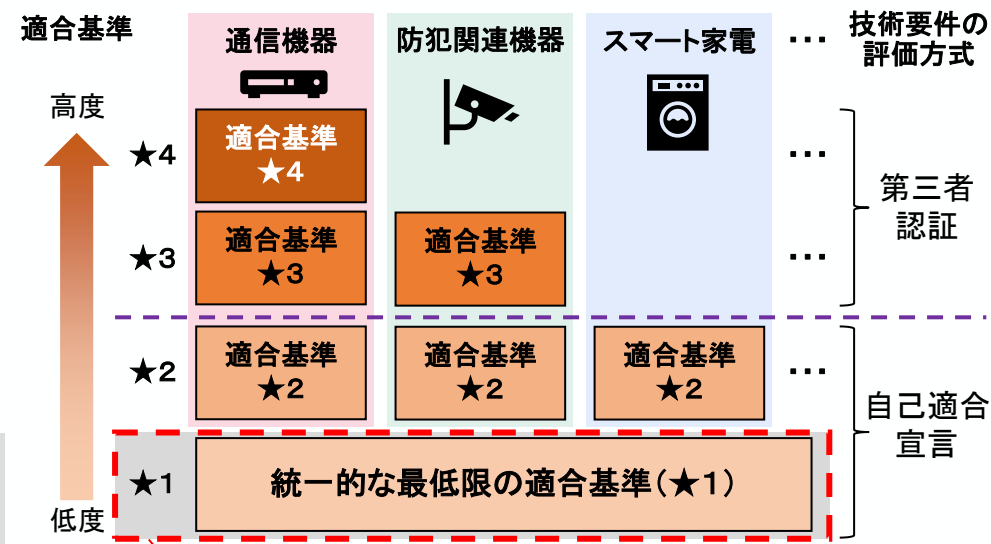 適合基準
通信機器
防犯関連機器
スマート家電
…
技術要件の
評価方式
高度
★4
適合基準
★4
…
第三者
認証
★3
適合基準
★3
適合基準
★3
…
★2
適合基準
★2
適合基準
★2
適合基準
★2
…
自己適合
宣言
★1
統一的な最低限の適合基準(★1)
低度